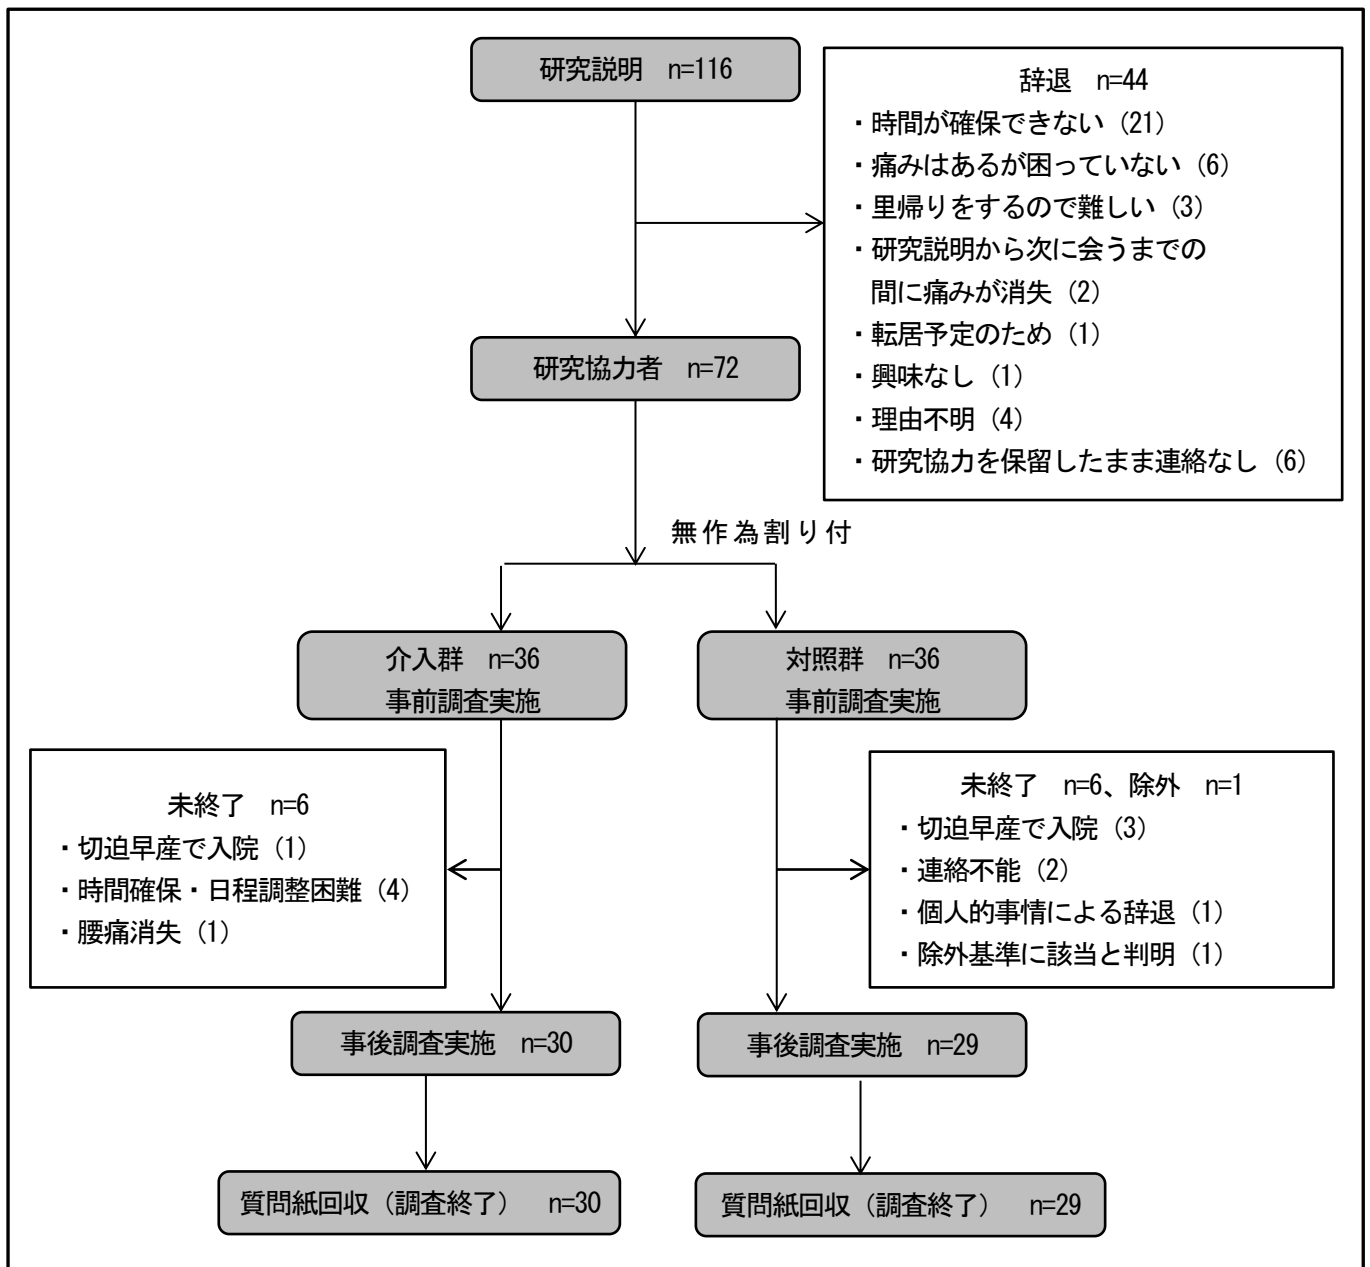 研究説明　n=116
辞退　n=44
・時間が確保できない（21）
・痛みはあるが困っていない（6）
・里帰りをするので難しい（3）
・研究説明から次に会うまでの
間に痛みが消失（2）
・転居予定のため（1）
・興味なし（1）
・理由不明（4）
・研究協力を保留したまま連絡なし（6）
研究協力者　n=72
無作為割り付
介入群　n=36
事前調査実施
対照群　n=36
事前調査実施
未終了　n=6
・切迫早産で入院（1）
・時間確保・日程調整困難（4）
・腰痛消失（1）
未終了　n=6、除外　n=1
・切迫早産で入院（3）
・連絡不能（2）
・個人的事情による辞退（1）
・除外基準に該当と判明（1）
事後調査実施　n=30
事後調査実施　n=29
質問紙回収（調査終了）　n=30
質問紙回収（調査終了）　n=29